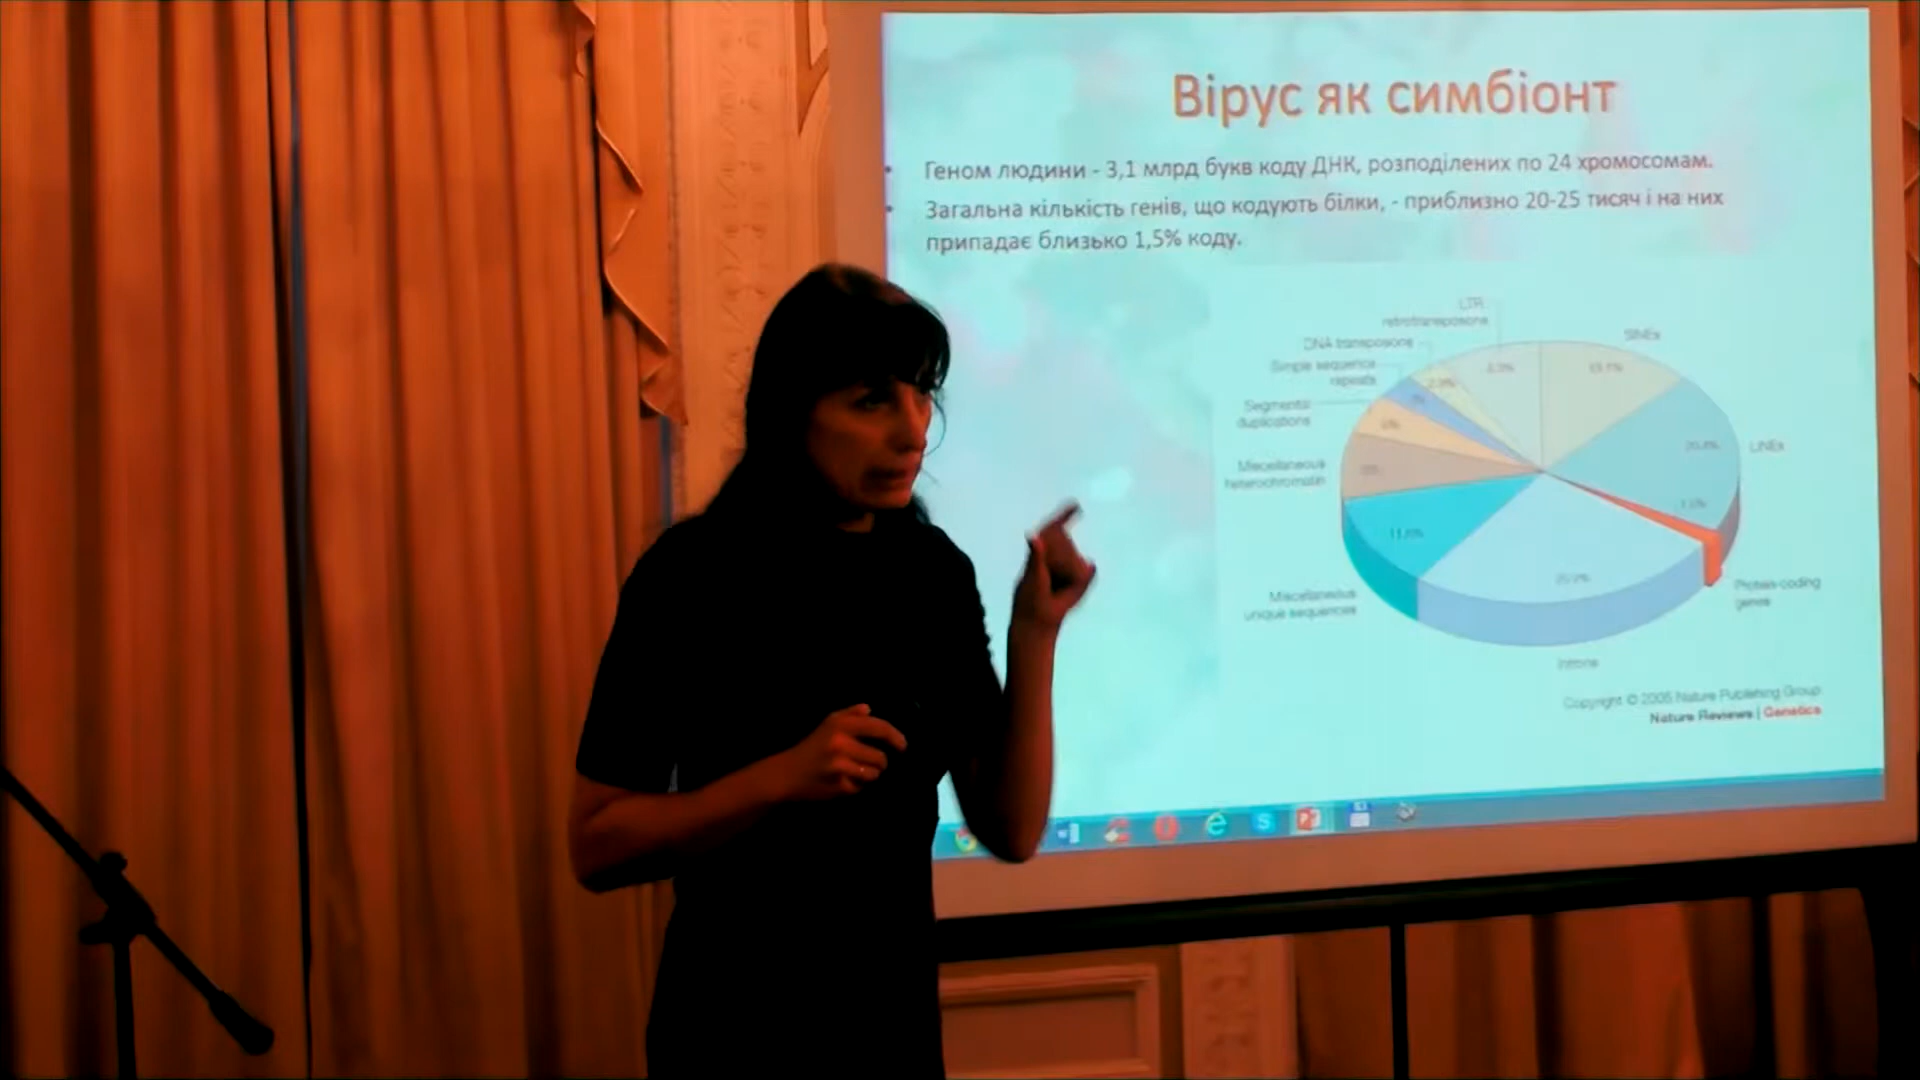 Вірус як симбіонт
Геном людини - 3,1 млрд букв коду ДНК, розподілених по 24 хромосомам.
Загальна кількість генів, що кодують білки, - приблизно 20-25 тисяч і на них
припадає близько 1,5% коду.
LTR
retrotransposons
DNA transposons
SINEs
Simple sequence
repeats
Segmental
duplications
LINEs
Miscellaneous
heterochromatin
11.6%
Miscellaneous
unique sequences
Protein-coding
genes
Introns
Copyright © 2005 Nature Publishing Group
Nature Reviews | Genetics